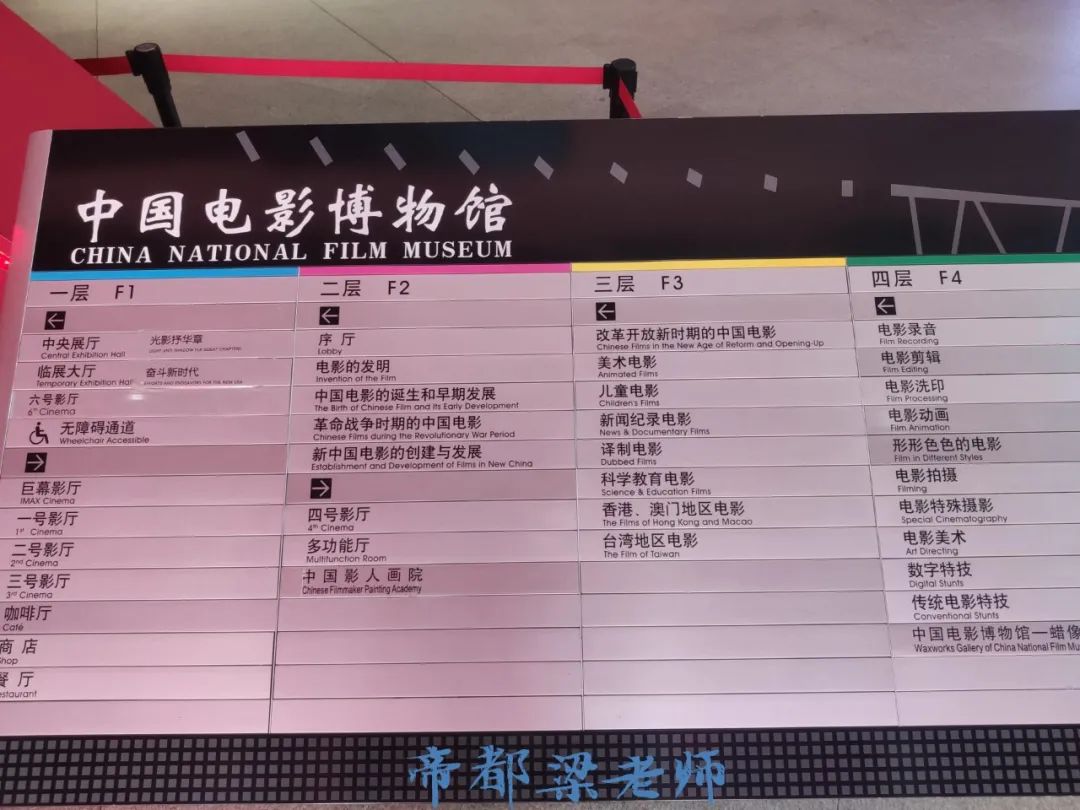 中国电影博物馆
CHINA NATIONAL FILM MUSEUM
一层 F1
中央展厅 光影抒华章
Central Exhibition Hall LIGHT AND SHADOW FOR GREAT CHAPTERS
临展大厅 奋斗新时代
Temporary Exhibition Hall EFFORTS AND ENDEAVORS FOR THE NEW ERA
六号影厅
6th Cinema
无障碍通道
Wheelchair Accessible
巨幕影厅
IMAX Cinema
一号影厅
1st Cinema
二号影厅
2nd Cinema
三号影厅
3rd Cinema
咖啡厅
Café
商 店
Shop
餐 厅
estaurant
二层 F2
序 厅
Lobby
电影的发明
Invention of the Film
中国电影的诞生和早期发展
The Birth of Chinese Film and its Early Development
革命战争时期的中国电影
Chinese Films during the Revolutionary War Period
新中国电影的创建与发展
Establishment and Development of Films in New China
四号影厅
4th Cinema
多功能厅
Multifunction Room
中国影人画院
Chinese Filmmaker Painting Academy
三层 F3
改革开放新时期的中国电影
Chinese Films in the New Age of Reform and Opening-Up
美术电影
Animated Films
儿童电影
Children's Films
新闻纪录电影
News & Documentary Films
译制电影
Dubbed Films
科学教育电影
Science & Education Films
香港、澳门地区电影
The Films of Hong Kong and Macao
台湾地区电影
The Film of Taiwan
四层 F4
电影录音
Film Recording
电影剪辑
Film Editing
电影洗印
Film Processing
电影动画
Film Animation
形形色色的电影
Film in Different Styles
电影拍摄
Filming
电影特殊摄影
Special Cinematography
电影美术
Art Directing
数字特技
Digital Stunts
传统电影特技
Conventional Stunts
中国电影博物馆—蜡像
Waxworks Gallery of China National Film Mu
帝都梁老师